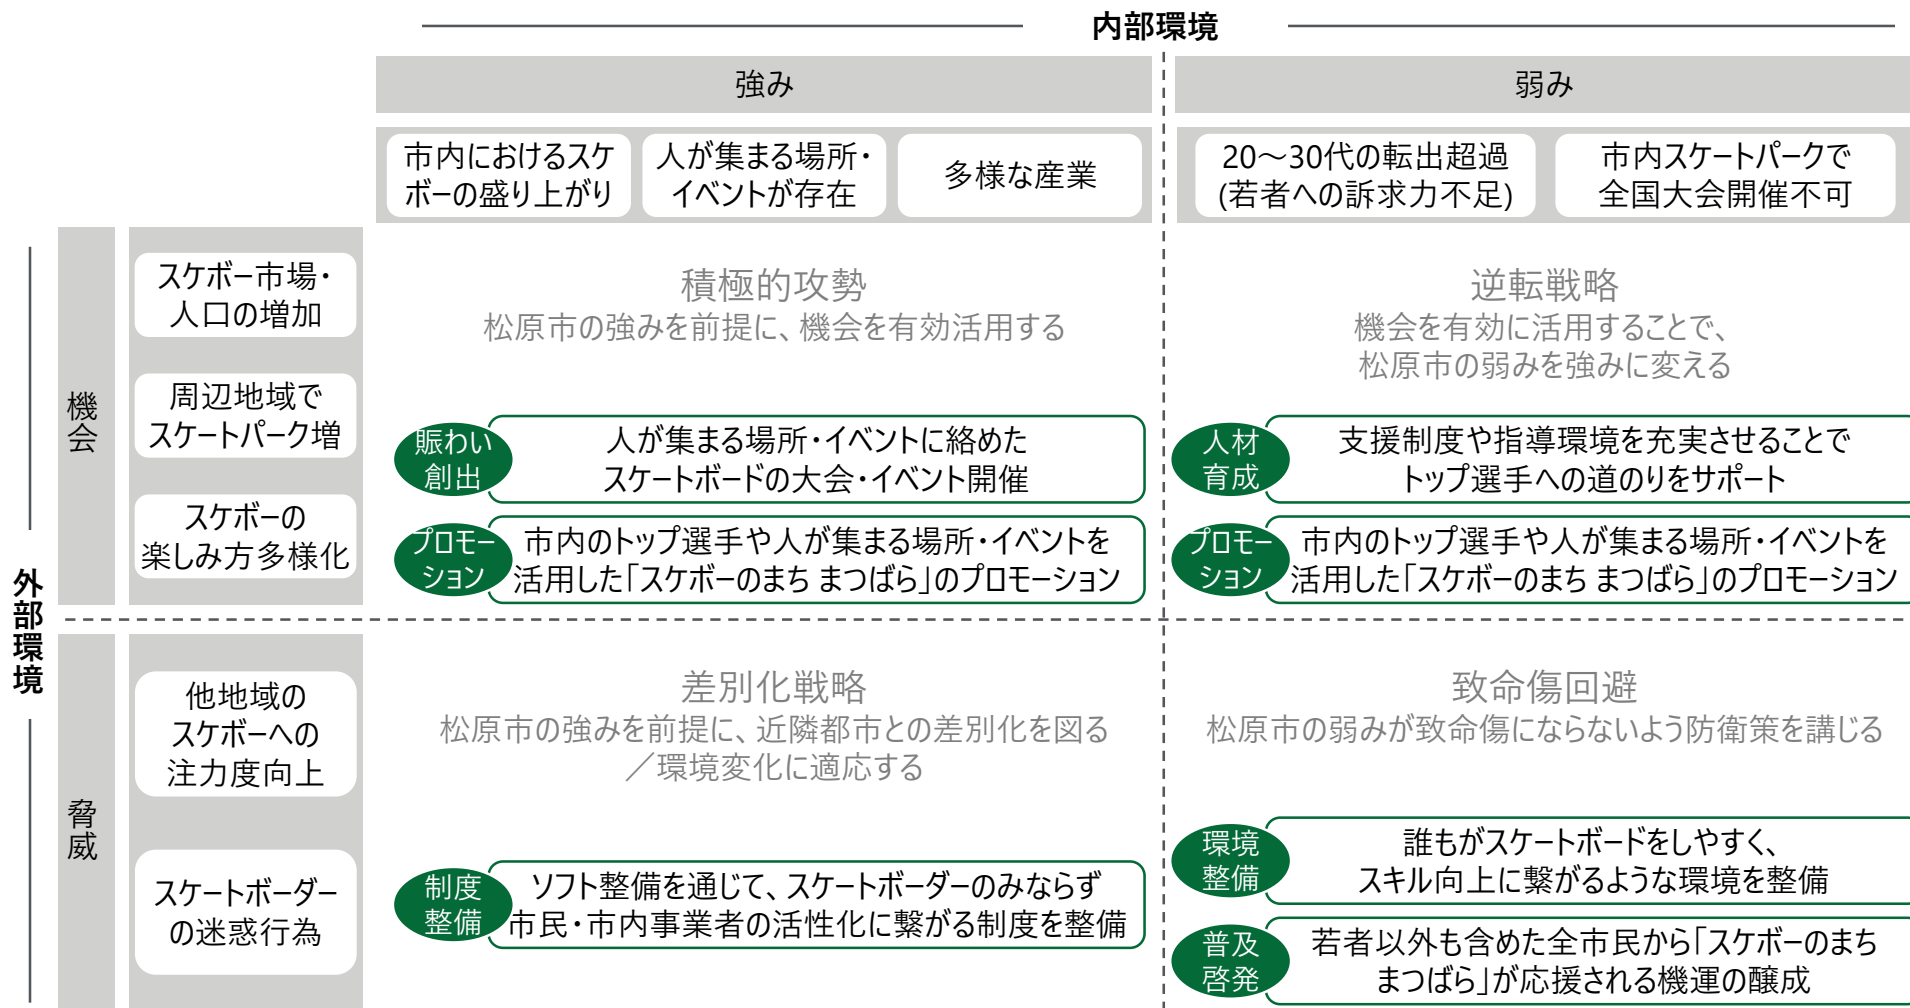 内部環境
強み
弱み
市内におけるスケ
ボーの盛り上がり
人が集まる場所・
イベントが存在
多様な産業
20～30代の転出超過
(若者への訴求力不足)
市内スケートパークで
全国大会開催不可
外部環境
機会
スケボー市場・
人口の増加
周辺地域で
スケートパーク増
スケボーの
楽しみ方多様化
積極的攻勢
松原市の強みを前提に、機会を有効活用する
賑わい
創出
人が集まる場所・イベントに絡めた
スケートボードの大会・イベント開催
プロモー
ション
市内のトップ選手や人が集まる場所・イベントを
活用した「スケボーのまち まつばら」のプロモーション
逆転戦略
機会を有効に活用することで、
松原市の弱みを強みに変える
人材
育成
支援制度や指導環境を充実させることで
トップ選手への道のりをサポート
プロモー
ション
市内のトップ選手や人が集まる場所・イベントを
活用した「スケボーのまち まつばら」のプロモーション
脅威
他地域の
スケボーへの
注力度向上
スケートボーダー
の迷惑行為
差別化戦略
松原市の強みを前提に、近隣都市との差別化を図る
／環境変化に適応する
制度
整備
ソフト整備を通じて、スケートボーダーのみならず
市民・市内事業者の活性化に繋がる制度を整備
致命傷回避
松原市の弱みが致命傷にならないよう防衛策を講じる
環境
整備
誰もがスケートボードをしやすく、
スキル向上に繋がるような環境を整備
普及
啓発
若者以外も含めた全市民から「スケボーのまち
まつばら」が応援される機運の醸成